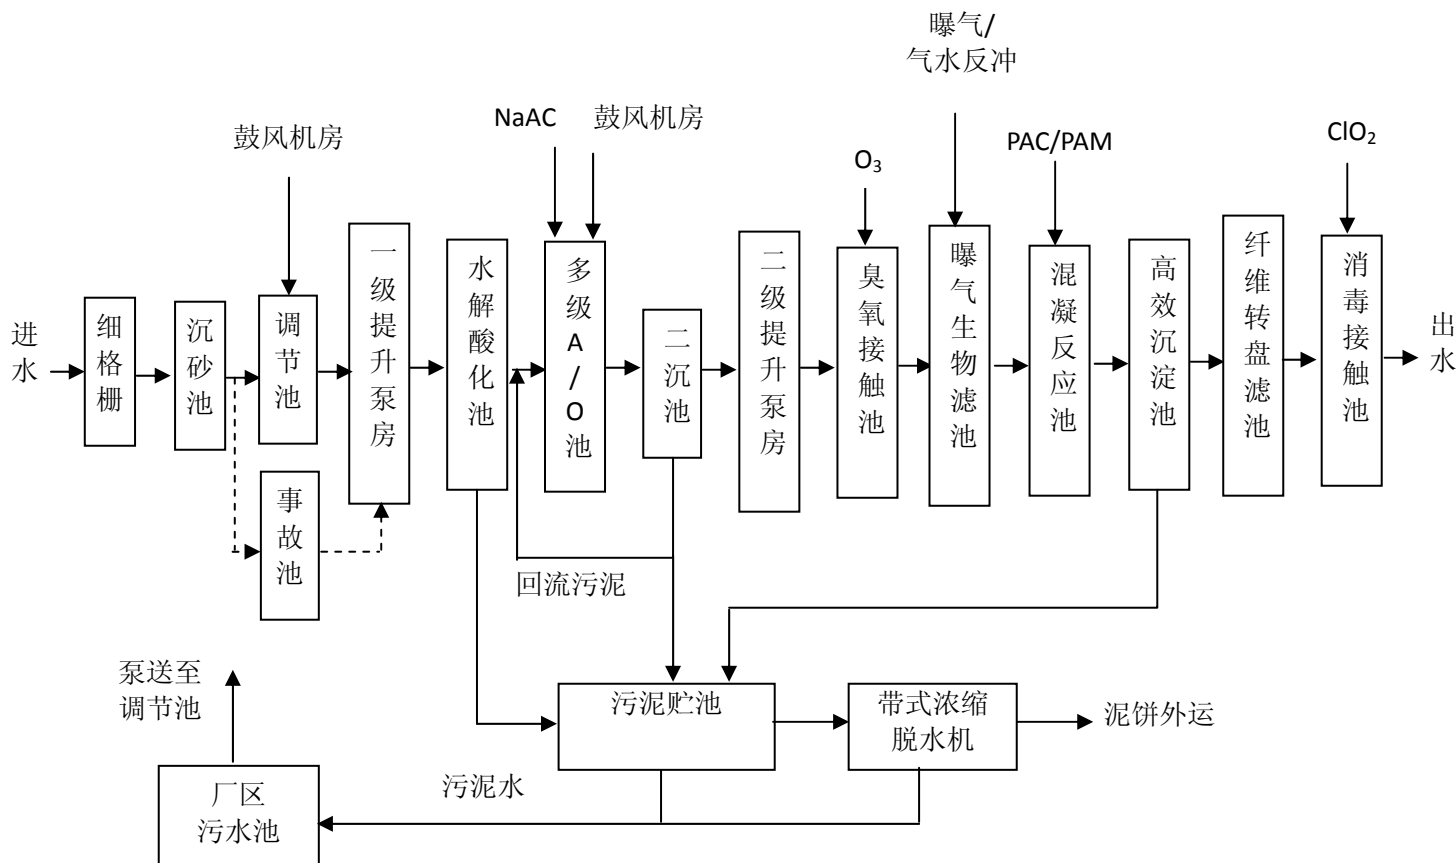 曝气/
气水反冲
NaAC
鼓风机房
鼓风机房
O₃
PAC/PAM
ClO₂
进水
细格栅
沉砂池
调节池
一级提升泵房
水解酸化池
多级A/O池
二沉池
二级提升泵房
臭氧接触池
曝气生物滤池
混凝反应池
高效沉淀池
纤维转盘滤池
消毒接触池
出水
事故池
回流污泥
泵送至
调节池
污泥贮池
带式浓缩
脱水机
泥饼外运
污泥水
厂区
污水池